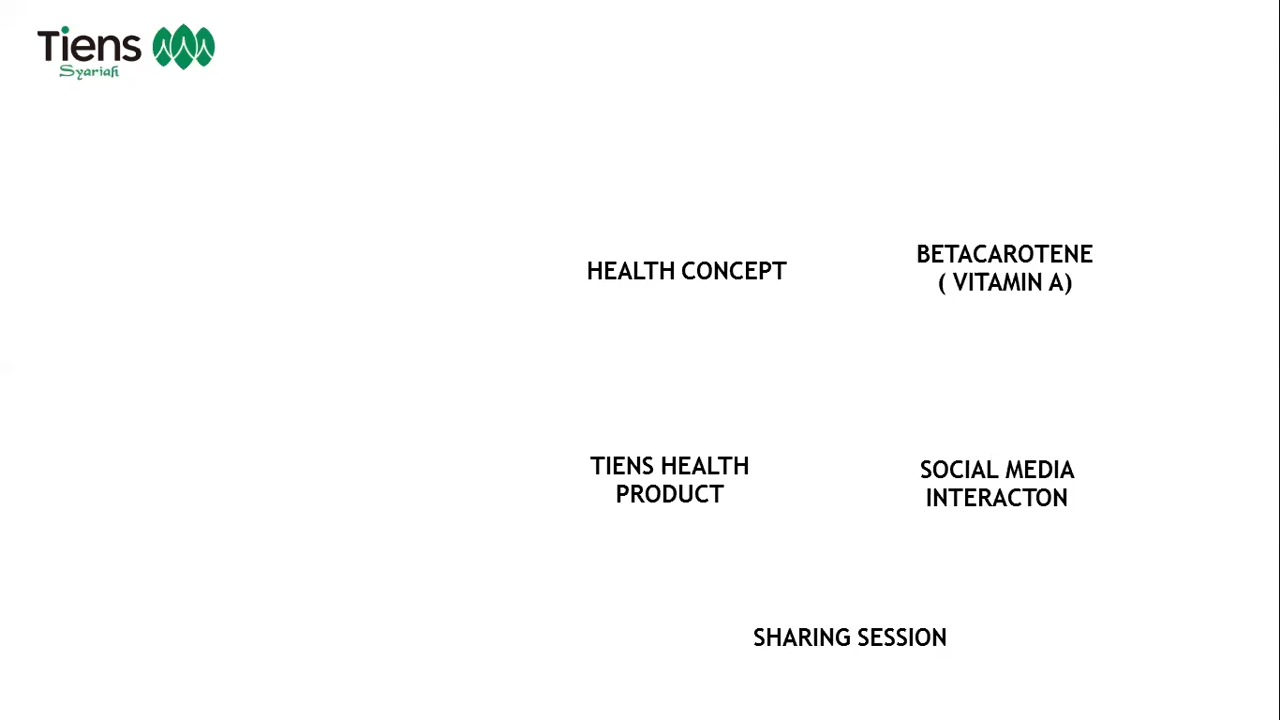 Tiens
Syariah
HEALTH CONCEPT
BETACAROTENE
( VITAMIN A)
TIENS HEALTH
PRODUCT
SOCIAL MEDIA
INTERACTON
SHARING SESSION